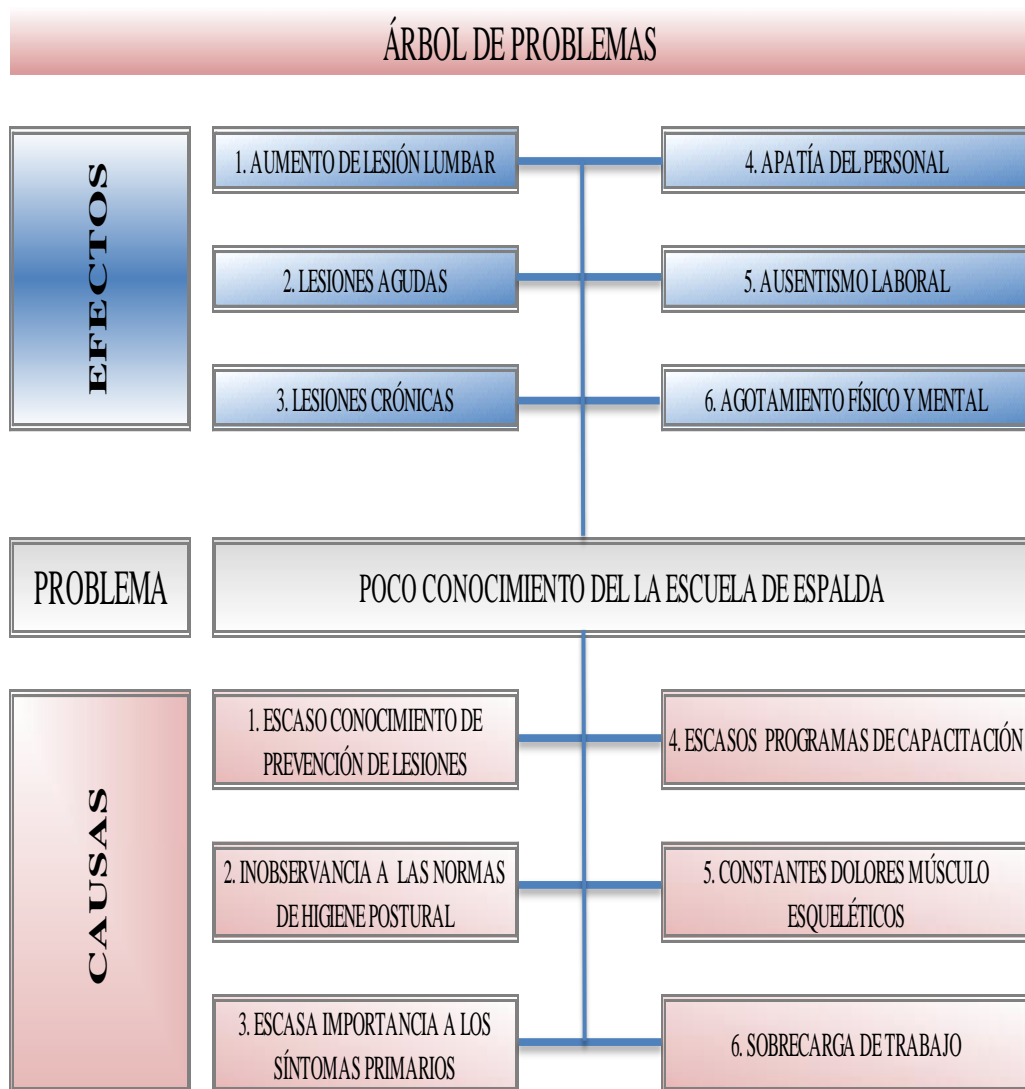 ÁRBOL DE PROBLEMAS
EFECTOS
1. AUMENTO DE LESIÓN LUMBAR
4. APATÍA DEL PERSONAL
2. LESIONES AGUDAS
5. AUSENTISMO LABORAL
3. LESIONES CRÓNICAS
6. AGOTAMIENTO FÍSICO Y MENTAL
PROBLEMA
POCO CONOCIMIENTO DEL LA ESCUELA DE ESPALDA
CAUSAS
1. ESCASO CONOCIMIENTO DE
PREVENCIÓN DE LESIONES
4. ESCASOS PROGRAMAS DE CAPACITACIÓN
2. INOBSERVANCIA A LAS NORMAS
DE HIGIENE POSTURAL
5. CONSTANTES DOLORES MÚSCULO
ESQUELÉTICOS
3. ESCASA IMPORTANCIA A LOS
SÍNTOMAS PRIMARIOS
6. SOBRECARGA DE TRABAJO